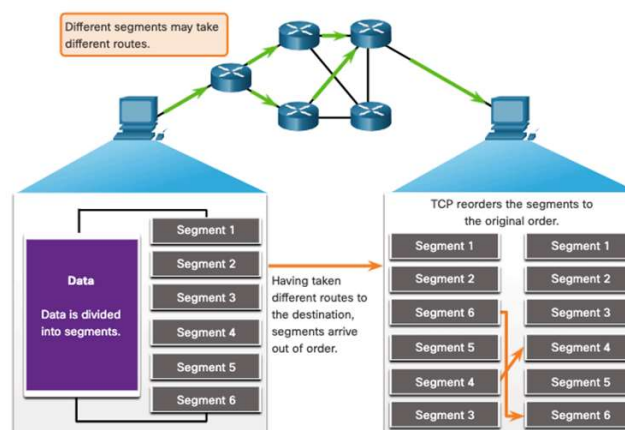 Different segments may take
different routes.
Data
Data is divided
into segments.
Segment 1
Segment 2
Segment 3
Segment 4
Segment 5
Segment 6
Having taken
different routes to
the destination,
segments arrive
out of order.
TCP reorders the segments to
the original order.
Segment 1
Segment 2
Segment 6
Segment 5
Segment 4
Segment 3
Segment 1
Segment 2
Segment 3
Segment 4
Segment 5
Segment 6